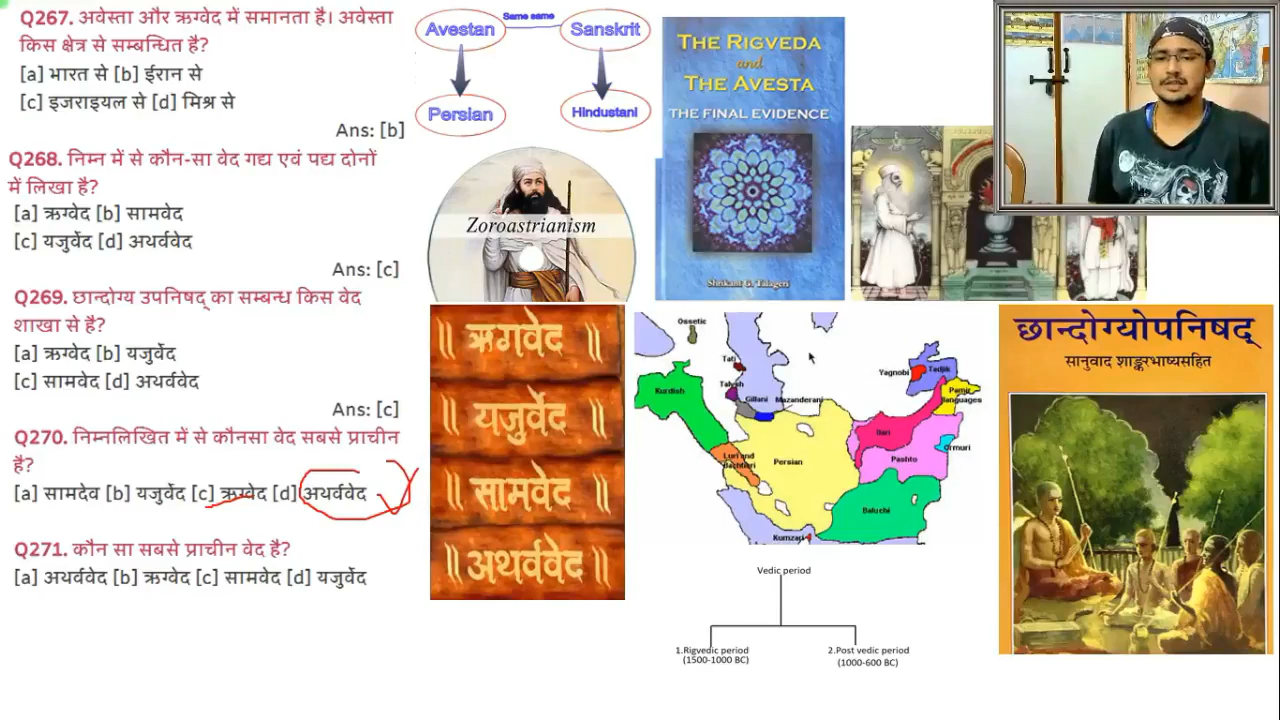 Q267. अवेस्ता और ऋग्वेद में समानता है। अवेस्ता
किस क्षेत्र से सम्बन्धित है?
[a] भारत से [b] ईरान से
[c] इजराइयल से [d] मिश्र से
Ans: [b]
Q268. निम्न में से कौन-सा वेद गद्य एवं पद्य दोनों
में लिखा है?
[a] ऋग्वेद [b] सामवेद
[c] यजुर्वेद [d] अथर्ववेद
Ans: [c]
Q269. छान्दोग्य उपनिषद् का सम्बन्ध किस वेद
शाखा से है?
[a] ऋग्वेद [b] यजुर्वेद
[c] सामवेद [d] अथर्ववेद
Ans: [c]
Q270. निम्नलिखित में से कौनसा वेद सबसे प्राचीन
है?
[a] सामदेव [b] यजुर्वेद [c] ऋग्वेद [d] अथर्ववेद
Q271. कौन सा सबसे प्राचीन वेद है?
[a] अथर्ववेद [b] ऋग्वेद [c] सामवेद [d] यजुर्वेद
Avestan
Same same
Sanskrit
Persian
Hindustani
Zoroastrianism
THE RIGVEDA
and
THE AVESTA
THE FINAL EVIDENCE
Shrikant G. Talageri
|| ऋगवेद ||
|| यजुर्वेद ||
|| सामवेद ||
|| अथर्ववेद ||
Ossetic
Tati
Talysh
Kurdish
Gillani
Mazanderani
Yagnobi
Tadjik
Pamir
languages
Dari
Ormuri
Pashto
Luri and
Bachtiari
Persian
Baluchi
Kumzari
Vedic period
1.Rigvedic period
(1500-1000 BC)
2.Post vedic period
(1000-600 BC)
छान्दोग्योपनिषद्
सानुवाद शाङ्करभाष्यसहित